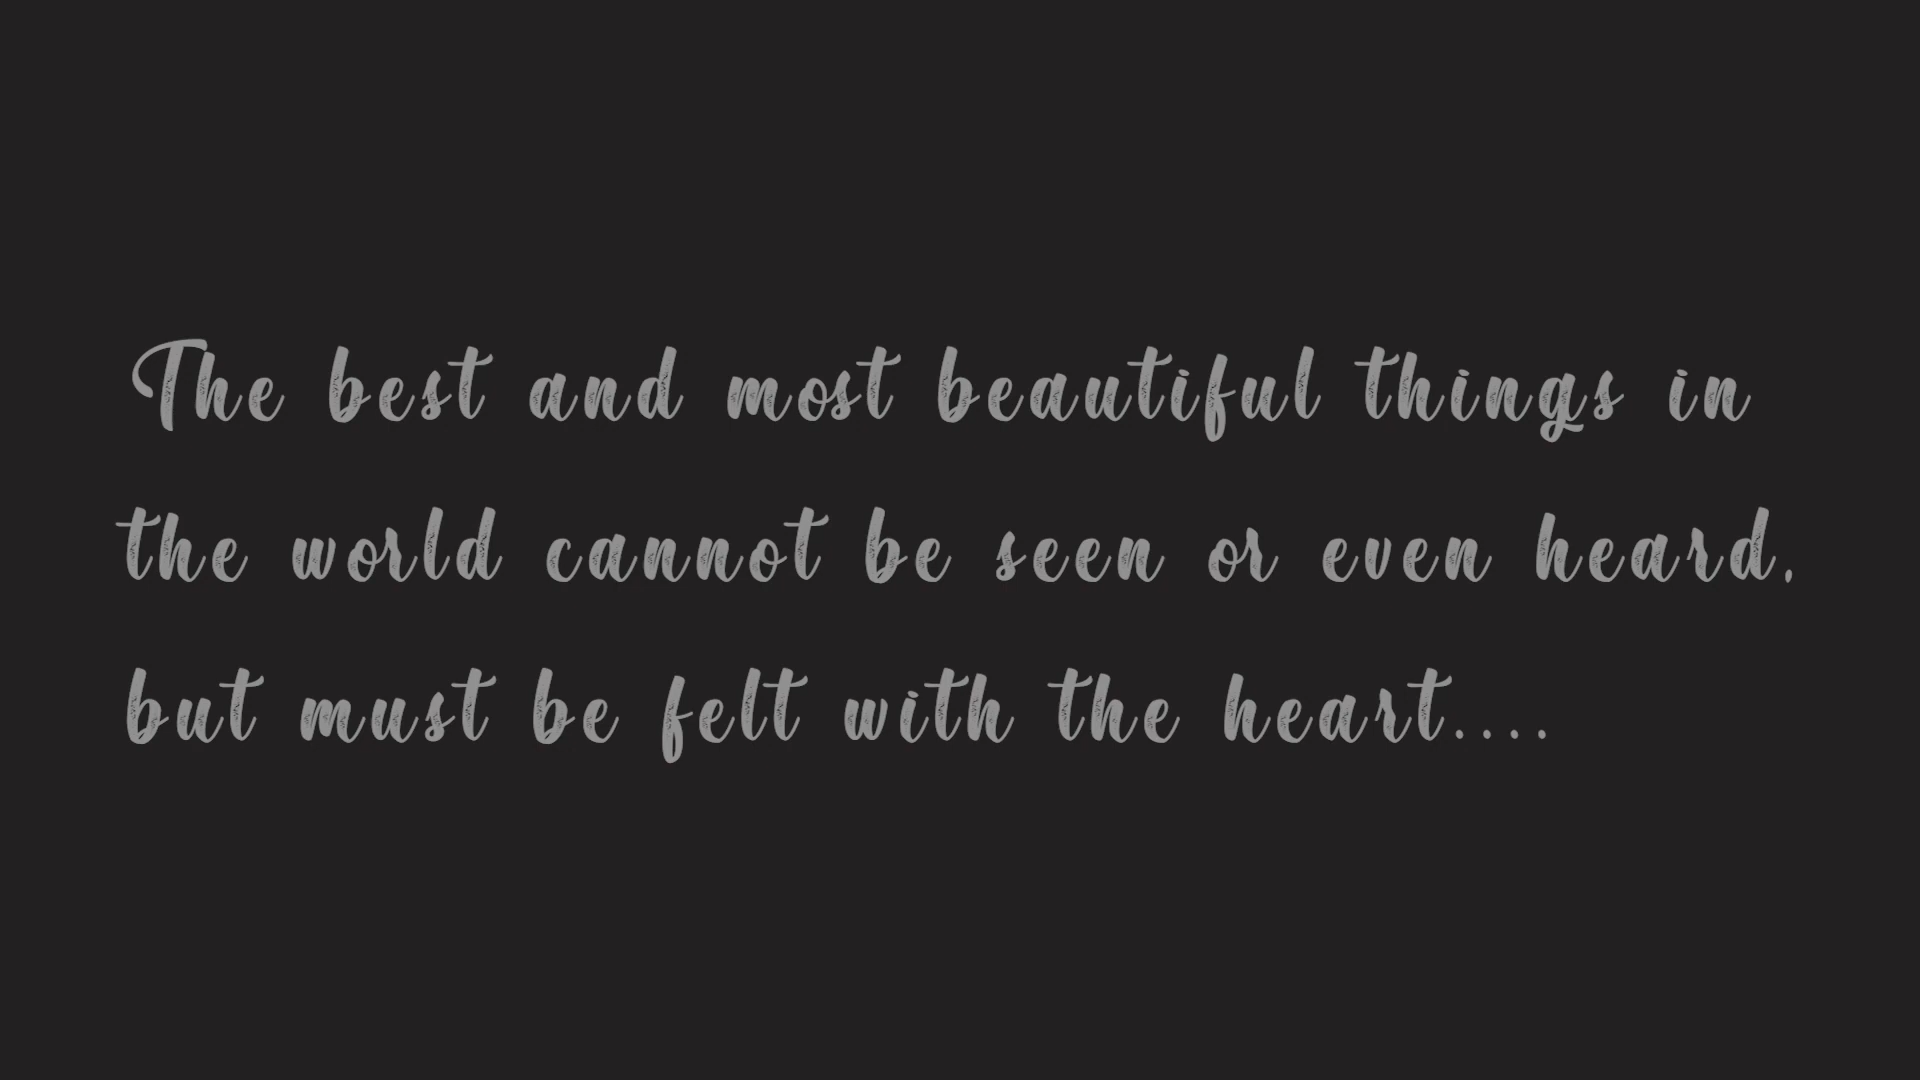 The best and most beautiful things in
the world cannot be seen or even heard,
but must be felt with the heart....